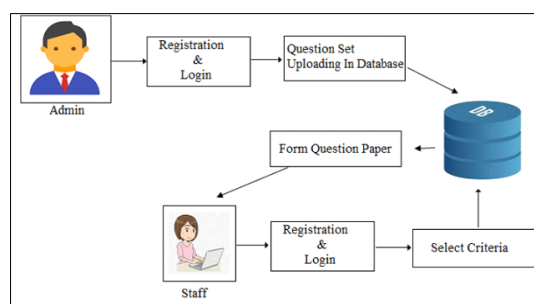 Registration
&
Login
Question Set
Uploading In Database
Admin
DB
Form Question Paper
Registration
&
Login
Select Criteria
Staff